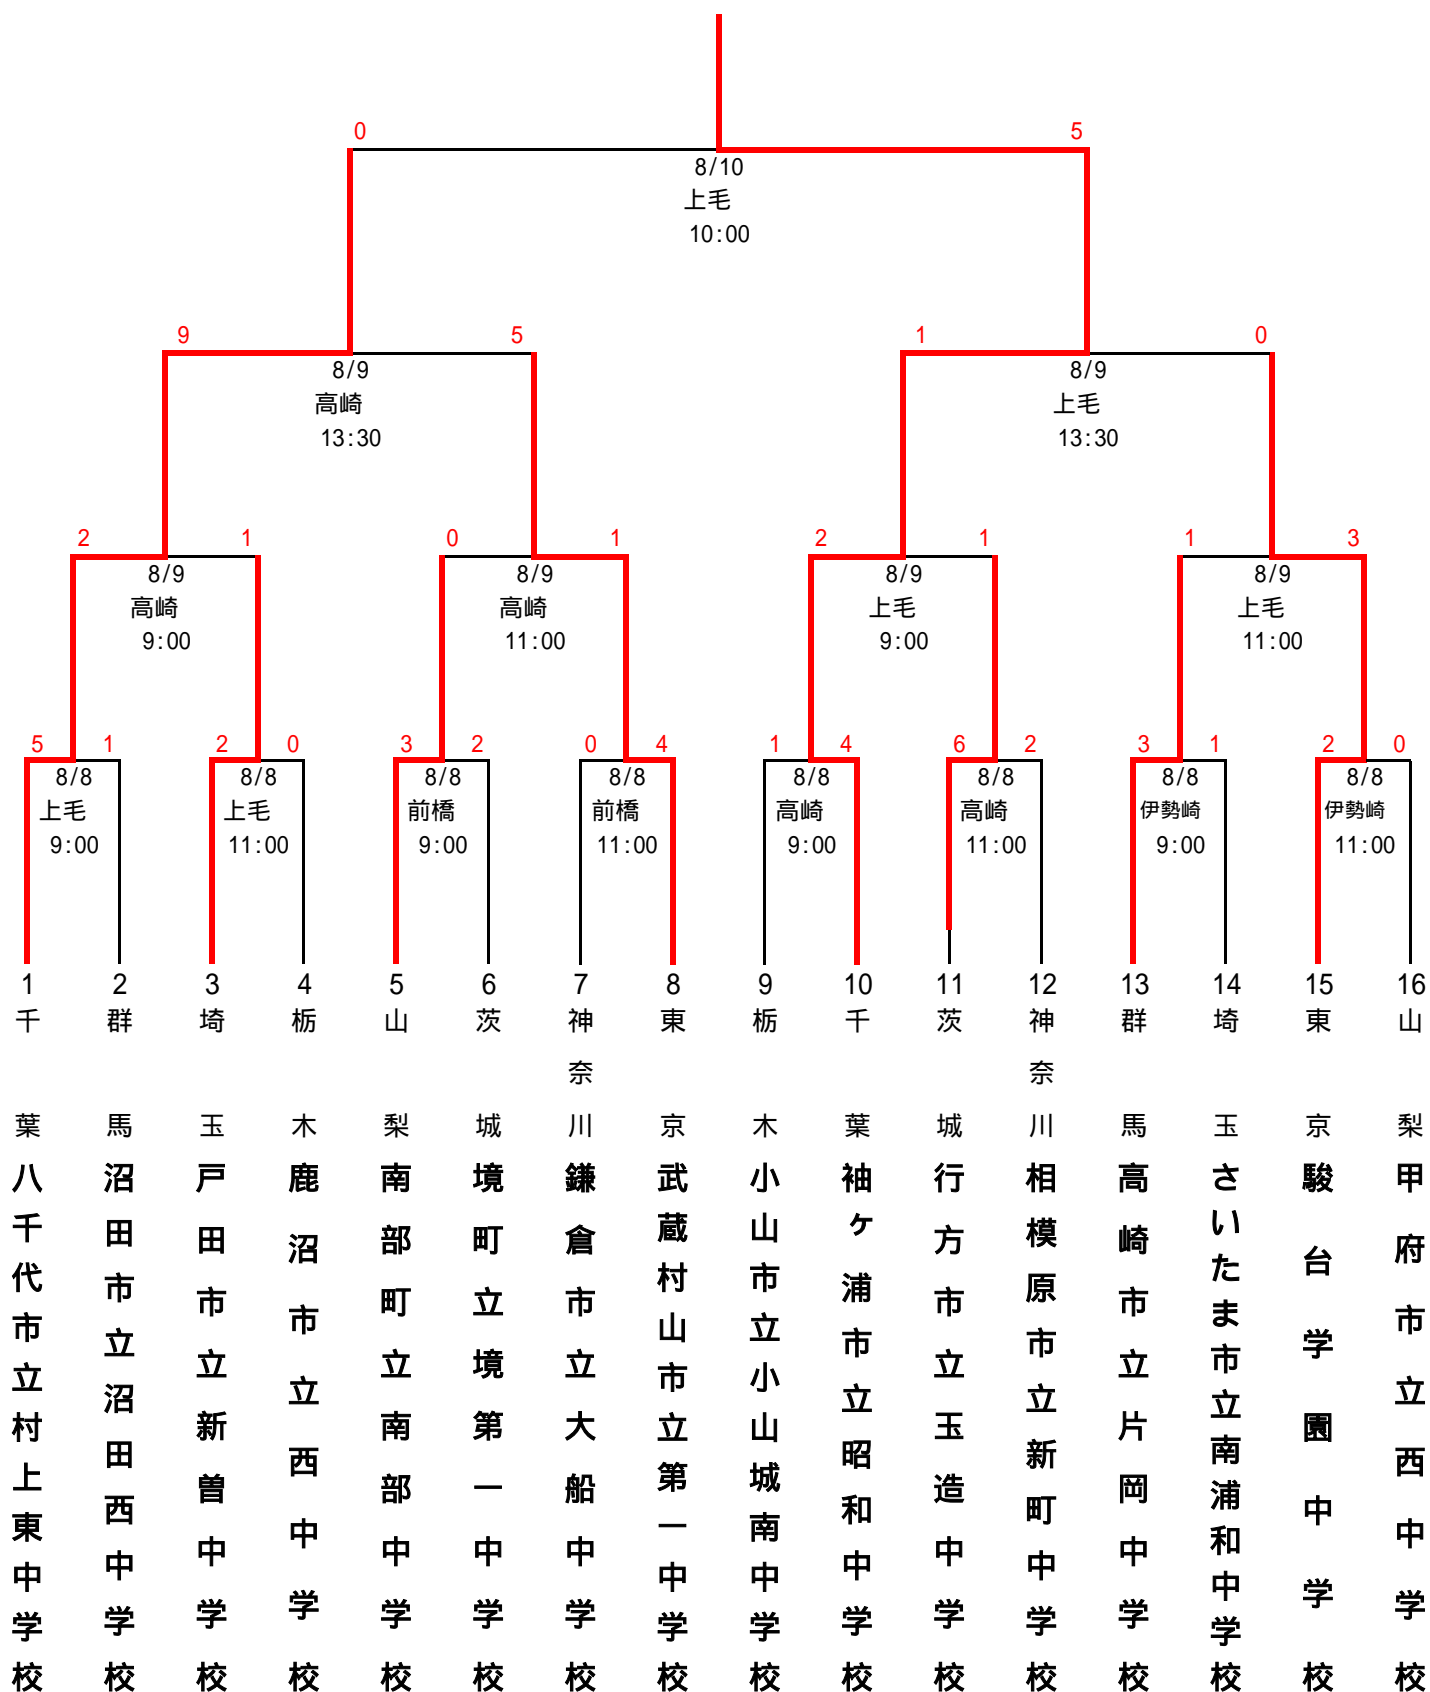 0 5
8/10
上毛
10:00
9 5 1 0
8/9 8/9
高崎 上毛
13:30 13:30
2 1 0 1 2 1 1 3
8/9 8/9 8/9 8/9
高崎 高崎 上毛 上毛
9:00 11:00 9:00 11:00
5 1 2 0 3 2 0 4 1 4 6 2 3 1 2 0
8/8 8/8 8/8 8/8 8/8 8/8 8/8 8/8
上毛 上毛 前橋 前橋 高崎 高崎 伊勢崎 伊勢崎
9:00 11:00 9:00 11:00 9:00 11:00 9:00 11:00
1 2 3 4 5 6 7 8 9 10 11 12 13 14 15 16
千葉
八千代市立村上東中学校
群馬
沼田市立沼田西中学校
埼玉
戸田市立新曽中学校
栃木
鹿沼市立西中学校
山梨
南部町立南部中学校
茨城
境町立境第一中学校
神奈川
鎌倉市立大船中学校
東京
武蔵村山市立第一中学校
栃木
小山市立小山城南中学校
千葉
袖ヶ浦市立昭和中学校
茨城
行方市立玉造中学校
神奈川
相模原市立新町中学校
群馬
高崎市立片岡中学校
埼玉
さいたま市立南浦和中学校
東京
駿台学園中学校
山梨
甲府市立西中学校